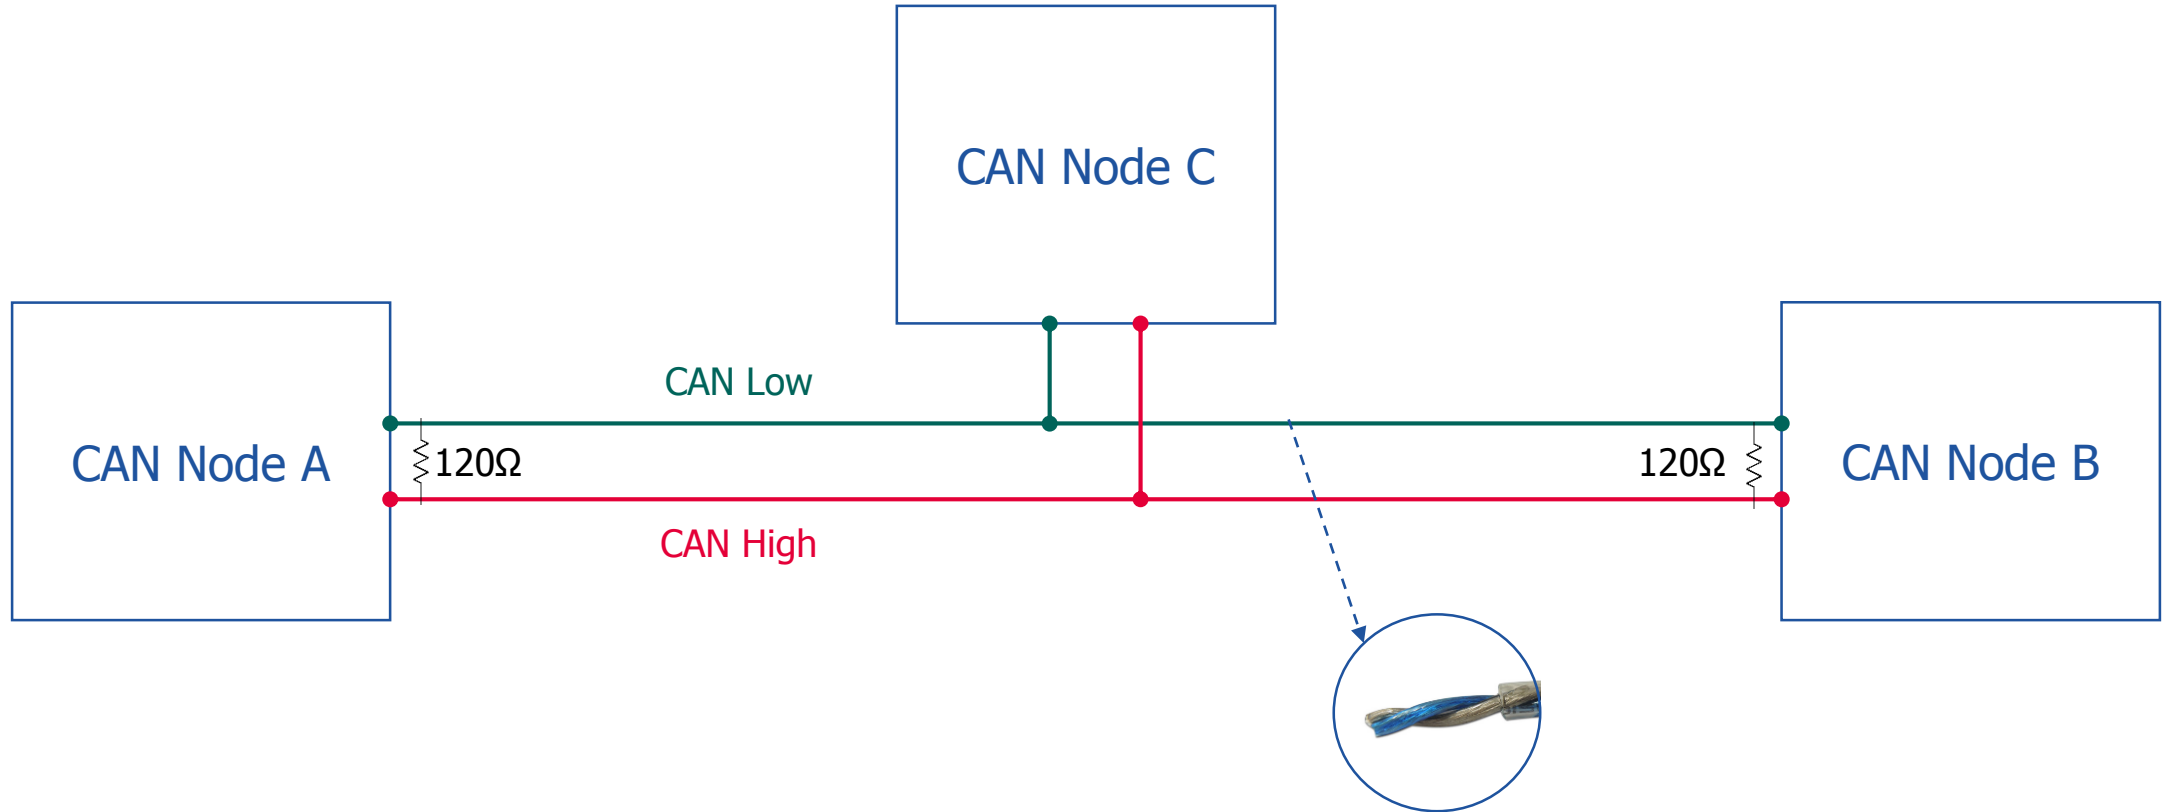 CAN Node C
CAN Low
CAN Node A
120Ω
120Ω
CAN Node B
CAN High